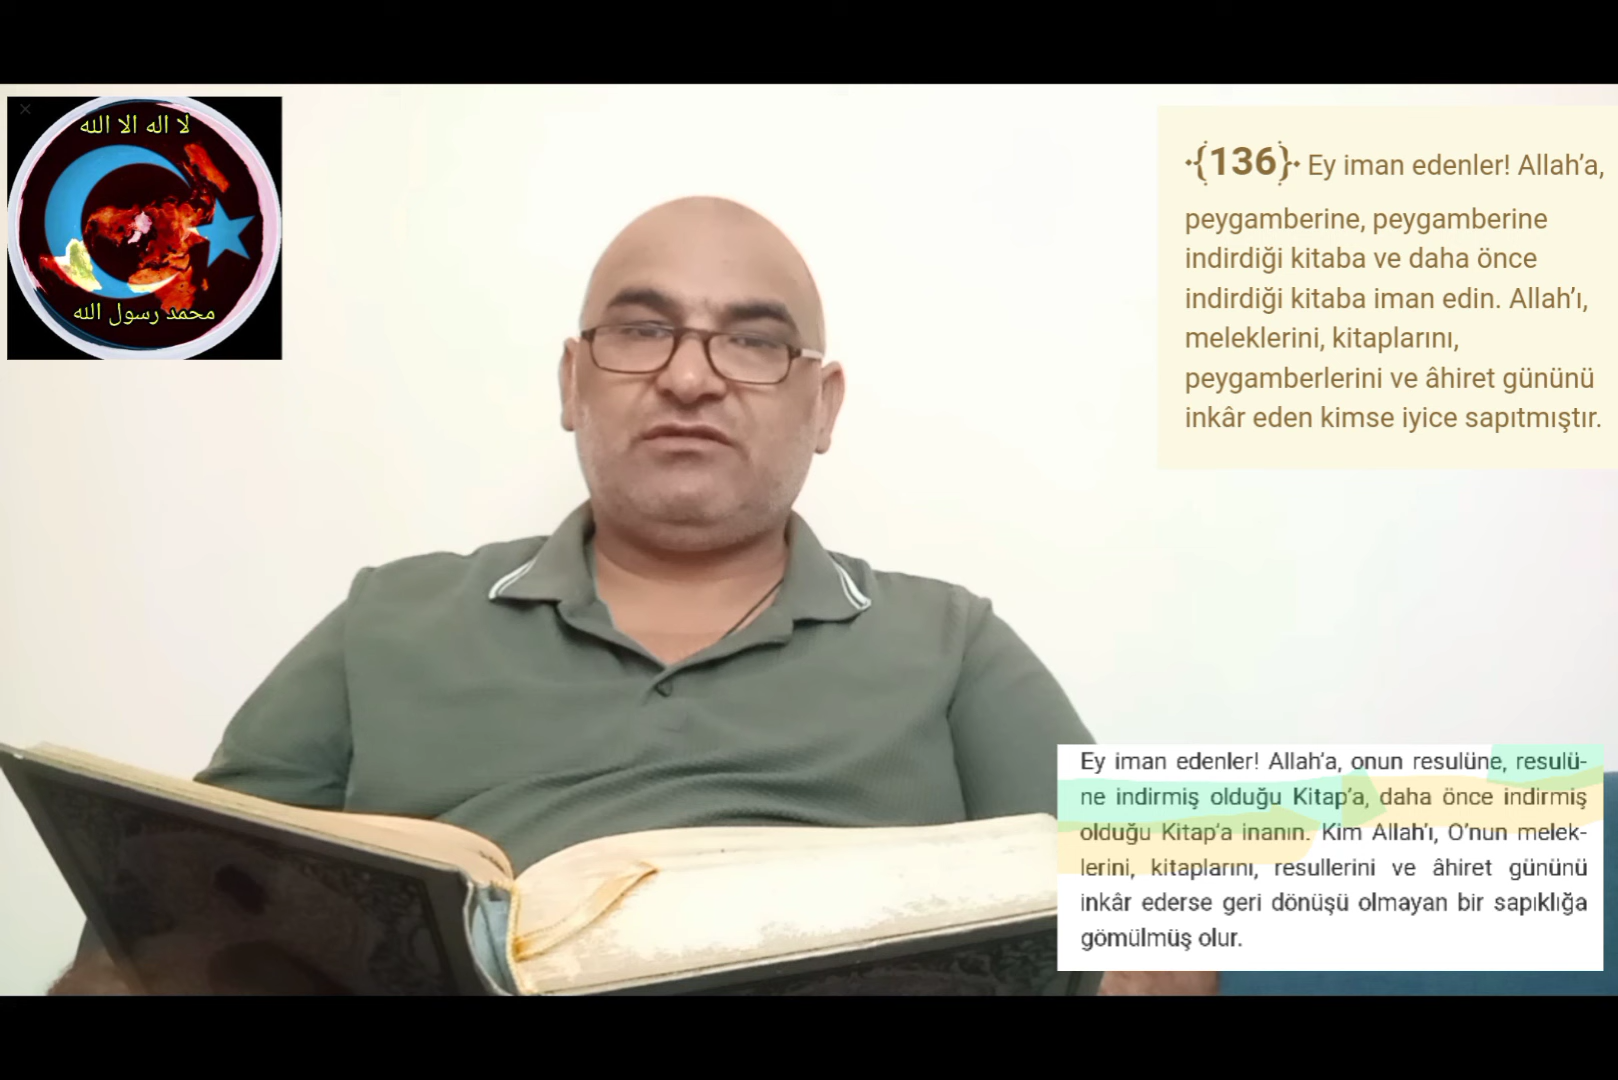 لا اله الا الله
محمد رسول الله
{136} Ey iman edenler! Allah’a,
peygamberine, peygamberine
indirdiği kitaba ve daha önce
indirdiği kitaba iman edin. Allah’ı,
meleklerini, kitaplarını,
peygamberlerini ve âhiret gününü
inkâr eden kimse iyice sapıtmıştır.
Ey iman edenler! Allah’a, onun resulüne, resulü-
ne indirmiş olduğu Kitap’a, daha önce indirmiş
olduğu Kitap’a inanın. Kim Allah’ı, O’nun melek-
lerini, kitaplarını, resullerini ve âhiret gününü
inkâr ederse geri dönüşü olmayan bir sapıklığa
gömülmüş olur.